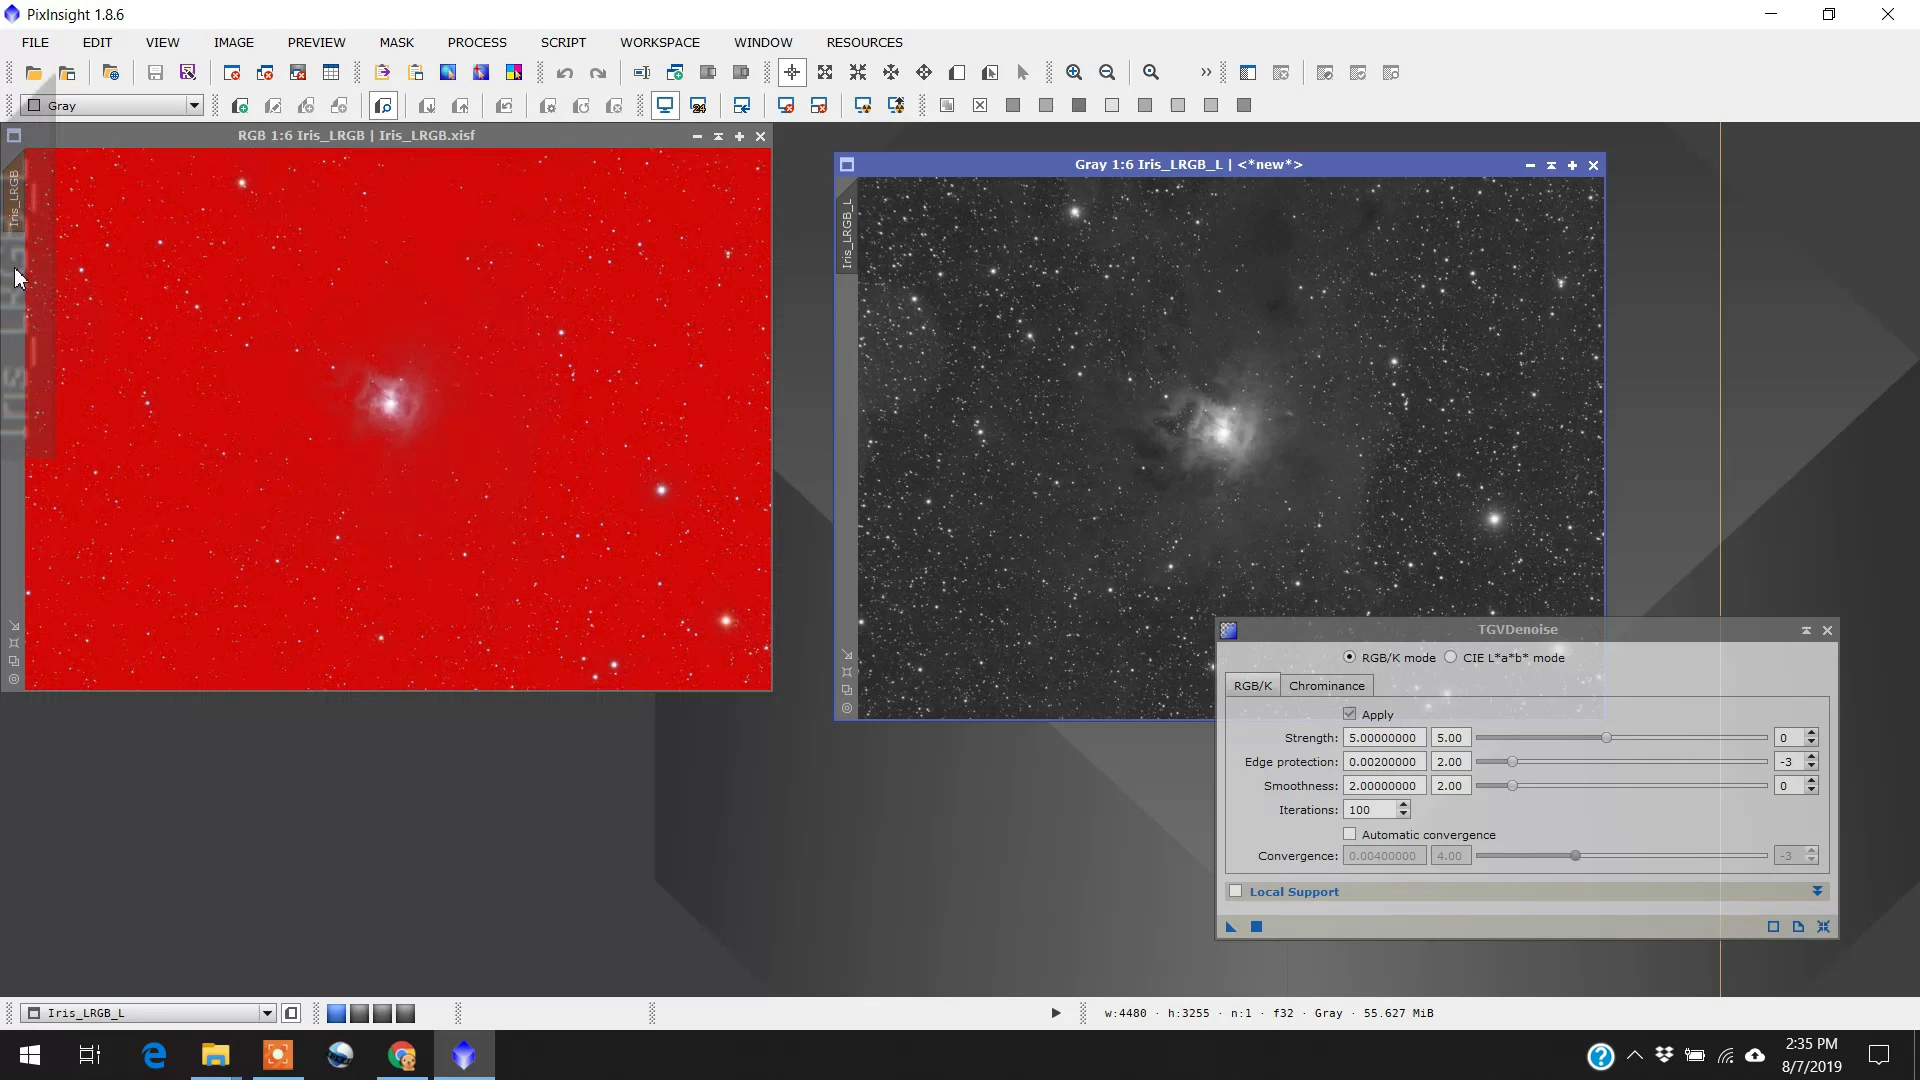 PixInsight 1.8.6
FILE EDIT VIEW IMAGE PREVIEW MASK PROCESS SCRIPT WORKSPACE WINDOW RESOURCES
Gray
RGB 1:6 Iris_LRGB | Iris_LRGB.xisf
Iris_LRGB
Gray 1:6 Iris_LRGB_L | <*new*>
Iris_LRGB_L
TGVDenoise
RGB/K mode CIE L*a*b* mode
RGB/K Chrominance
Apply
Strength: 5.00000000 5.00 0
Edge protection: 0.00200000 2.00 -3
Smoothness: 2.00000000 2.00 0
Iterations: 100
Automatic convergence
Convergence: 0.00400000 4.00 -3
Local Support
Iris_LRGB_L
w:4480 · h:3255 · n:1 · f32 · Gray · 55.627 MiB
2:35 PM
8/7/2019